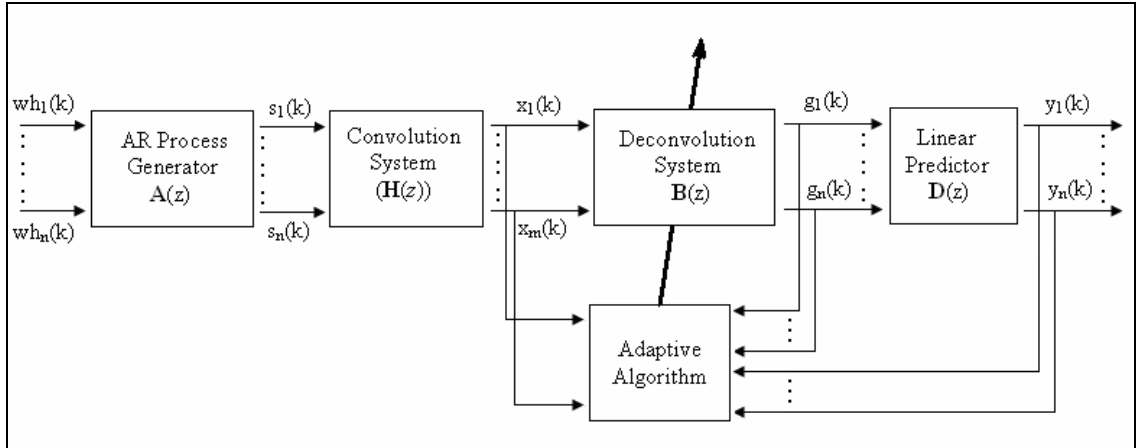 wh1(k)
whn(k)
AR Process
Generator
A(z)
s1(k)
sn(k)
Convolution
System
(H(z))
x1(k)
xm(k)
Deconvolution
System
B(z)
g1(k)
gn(k)
Linear
Predictor
D(z)
y1(k)
yn(k)
Adaptive
Algorithm